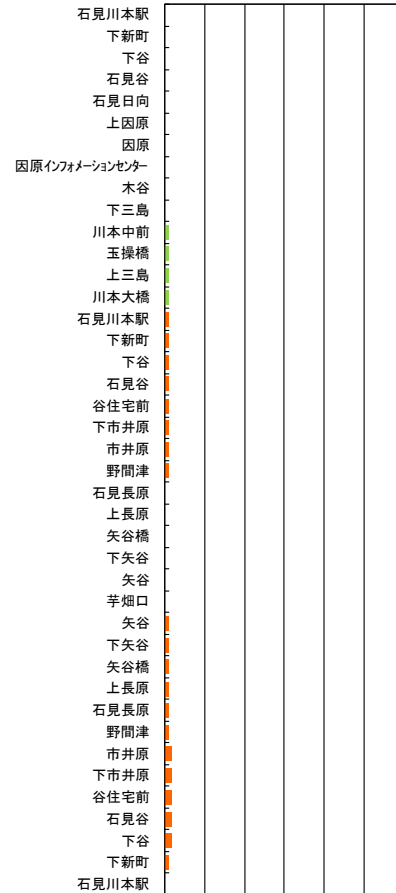 石見川本駅
下新町
下谷
石見谷
石見日向
上因原
因原
因原インフォメーションセンター
木谷
下三島
川本中前
玉操橋
上三島
川本大橋
石見川本駅
下新町
下谷
石見谷
谷住宅前
下市井原
市井原
野間津
石見長原
上長原
矢谷橋
下矢谷
矢谷
芋畑口
矢谷
下矢谷
矢谷橋
上長原
石見長原
野間津
市井原
下市井原
谷住宅前
石見谷
下谷
下新町
石見川本駅